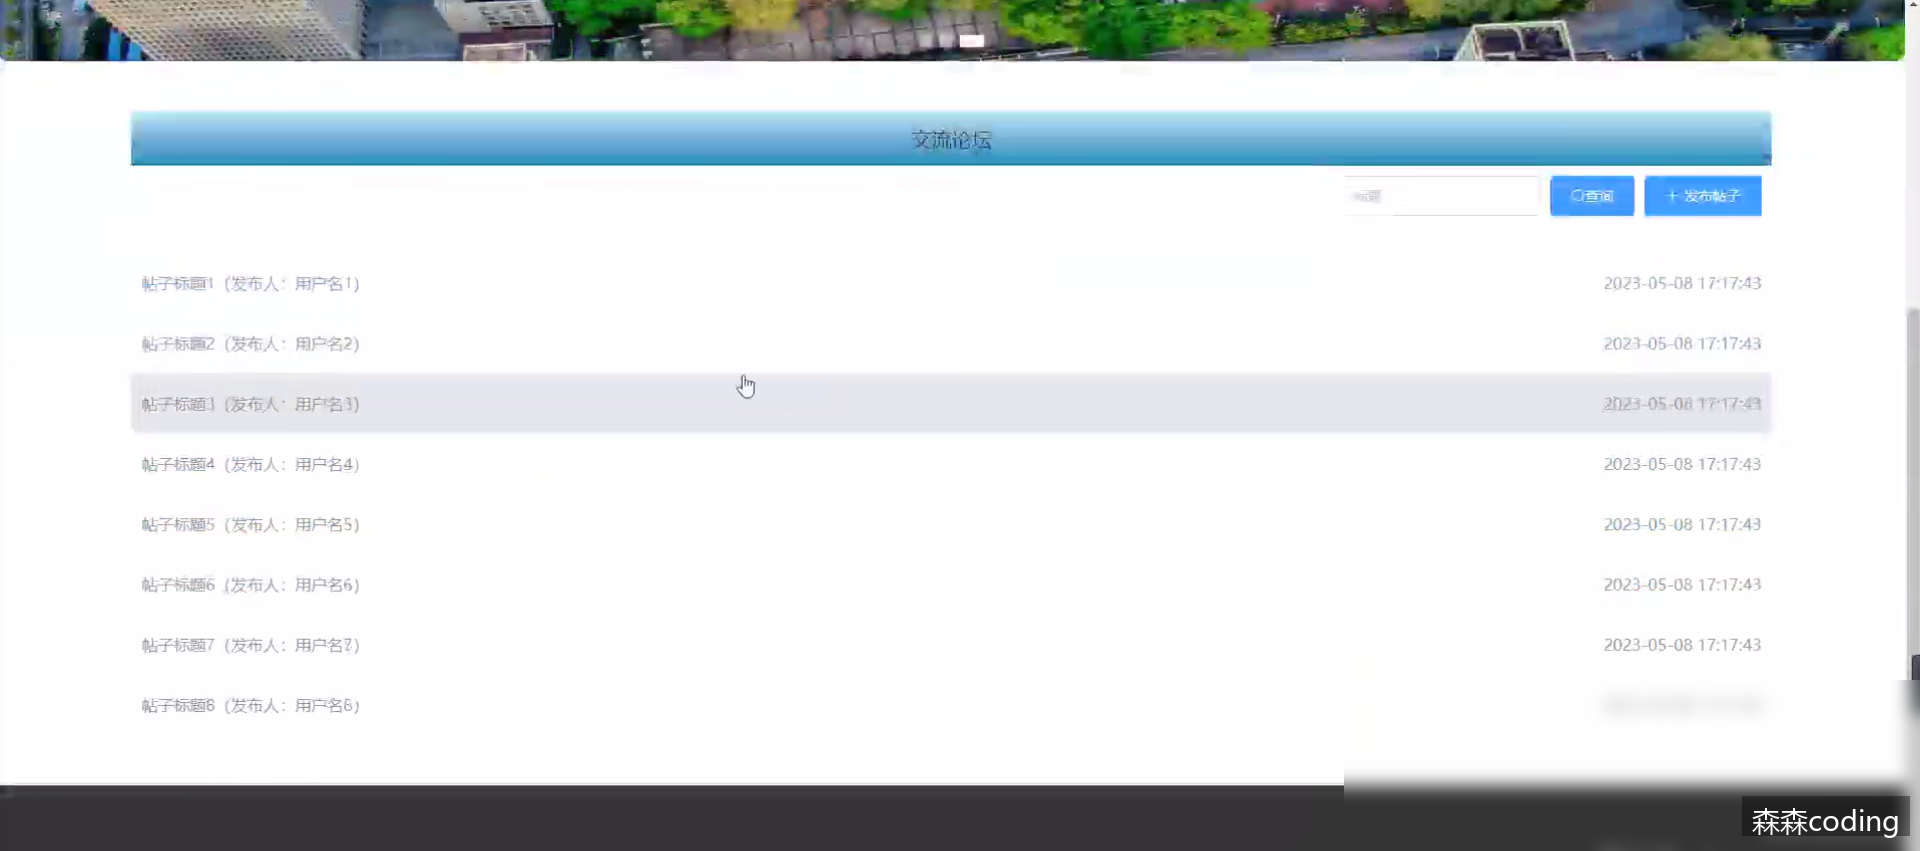 交流论坛
标题
查询
+ 发布帖子
帖子标题1（发布人：用户名1） 2023-05-08 17:17:43
帖子标题2（发布人：用户名2） 2023-05-08 17:17:43
帖子标题3（发布人：用户名3） 2023-05-08 17:17:43
帖子标题4（发布人：用户名4） 2023-05-08 17:17:43
帖子标题5（发布人：用户名5） 2023-05-08 17:17:43
帖子标题6（发布人：用户名6） 2023-05-08 17:17:43
帖子标题7（发布人：用户名7） 2023-05-08 17:17:43
帖子标题8（发布人：用户名8）
森森coding